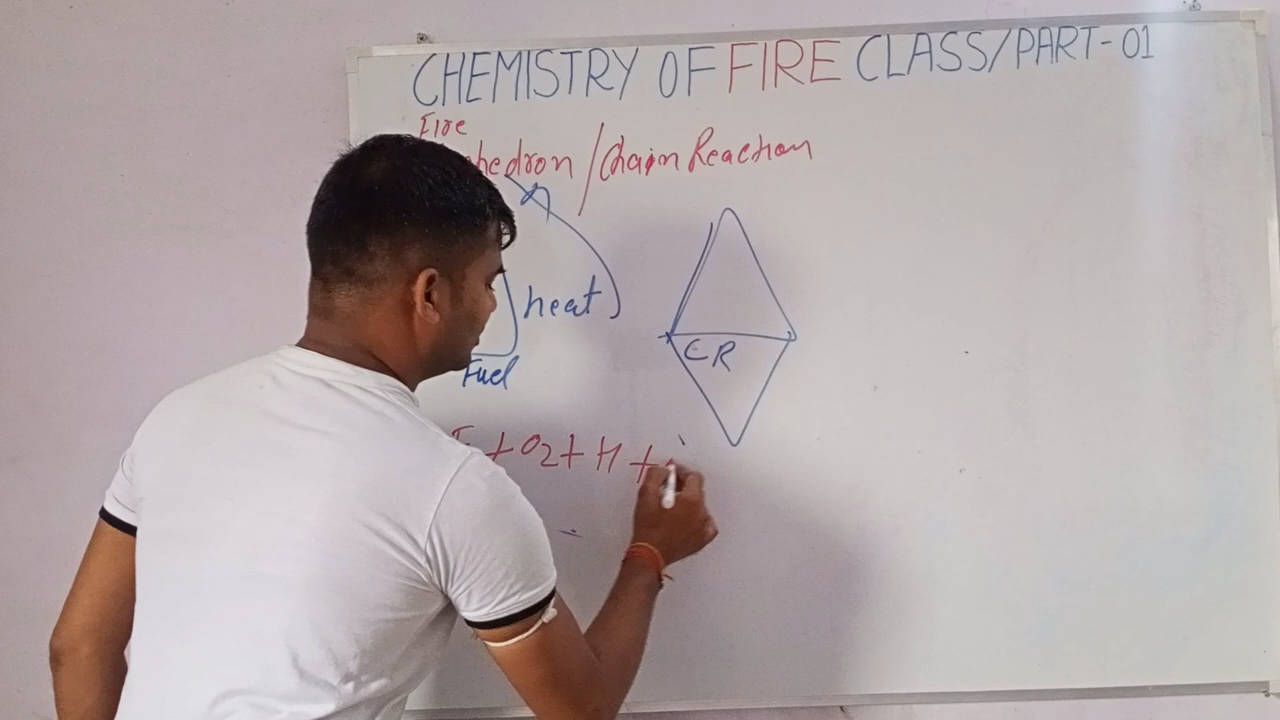 CHEMISTRY OF FIRE CLASS/PART-01
Fire
hedron/Chain Reaction
heat
CR
Fuel
+ O2 + H +